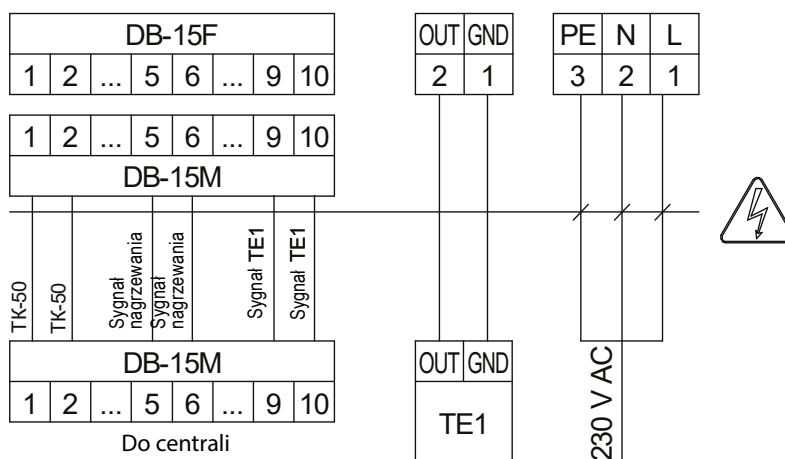 DB-15F
1 2 ... 5 6 ... 9 10
OUT GND
2 1
PE N L
3 2 1
1 2 ... 5 6 ... 9 10
DB-15M
TK-50
TK-50
Sygnał
nagrzewania
Sygnał
nagrzewania
Sygnał TE1
Sygnał TE1
DB-15M
1 2 ... 5 6 ... 9 10
Do centrali
OUT GND
TE1
230 V AC